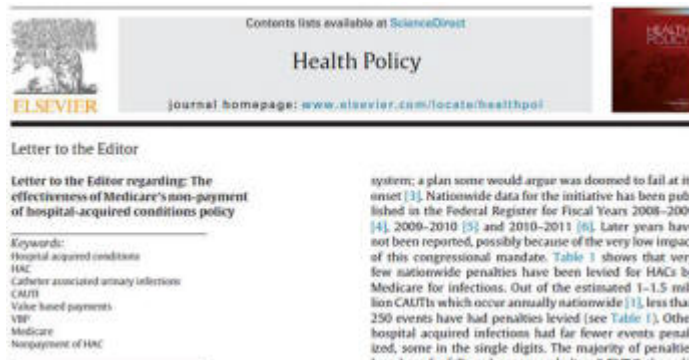 Contents lists available at ScienceDirect
Health Policy
journal homepage: www.elsevier.com/locate/healthpol
ELSEVIER
HEALTH
POLICY
Letter to the Editor
Letter to the Editor regarding: The
effectiveness of Medicare's non-payment
of hospital-acquired conditions policy
Keywords:
Hospital acquired conditions
HAC
Catheter associated urinary infections
CAUTI
Value based payments
VBP
Medicare
Nonpayment of HAC
system; a plan some would argue was doomed to fail at it
onset [3]. Nationwide data for the initiative has been pub
lished in the Federal Register for Fiscal Years 2008–200
[4], 2009–2010 [5] and 2010–2011 [6]. Later years have
not been reported, possibly because of the very low impac
of this congressional mandate. Table 1 shows that very
few nationwide penalties have been levied for HACs by
Medicare for infections. Out of the estimated 1–1.5 mil
lion CAUTIs which occur annually nationwide [1], less tha
250 events have had penalties levied (see Table 1). Othe
hospital acquired infections had far fewer events penal
ized, some in the single digits. The majority of penaltie